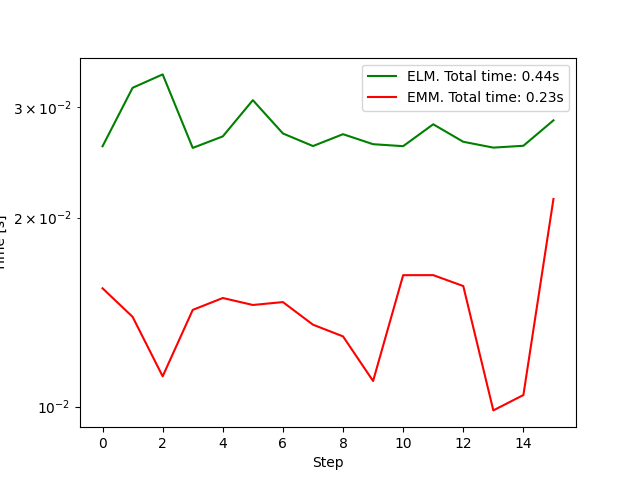 ELM. Total time: 0.44s
EMM. Total time: 0.23s
3 × 10⁻²
2 × 10⁻²
10⁻²
[s]
0 2 4 6 8 10 12 14
Step